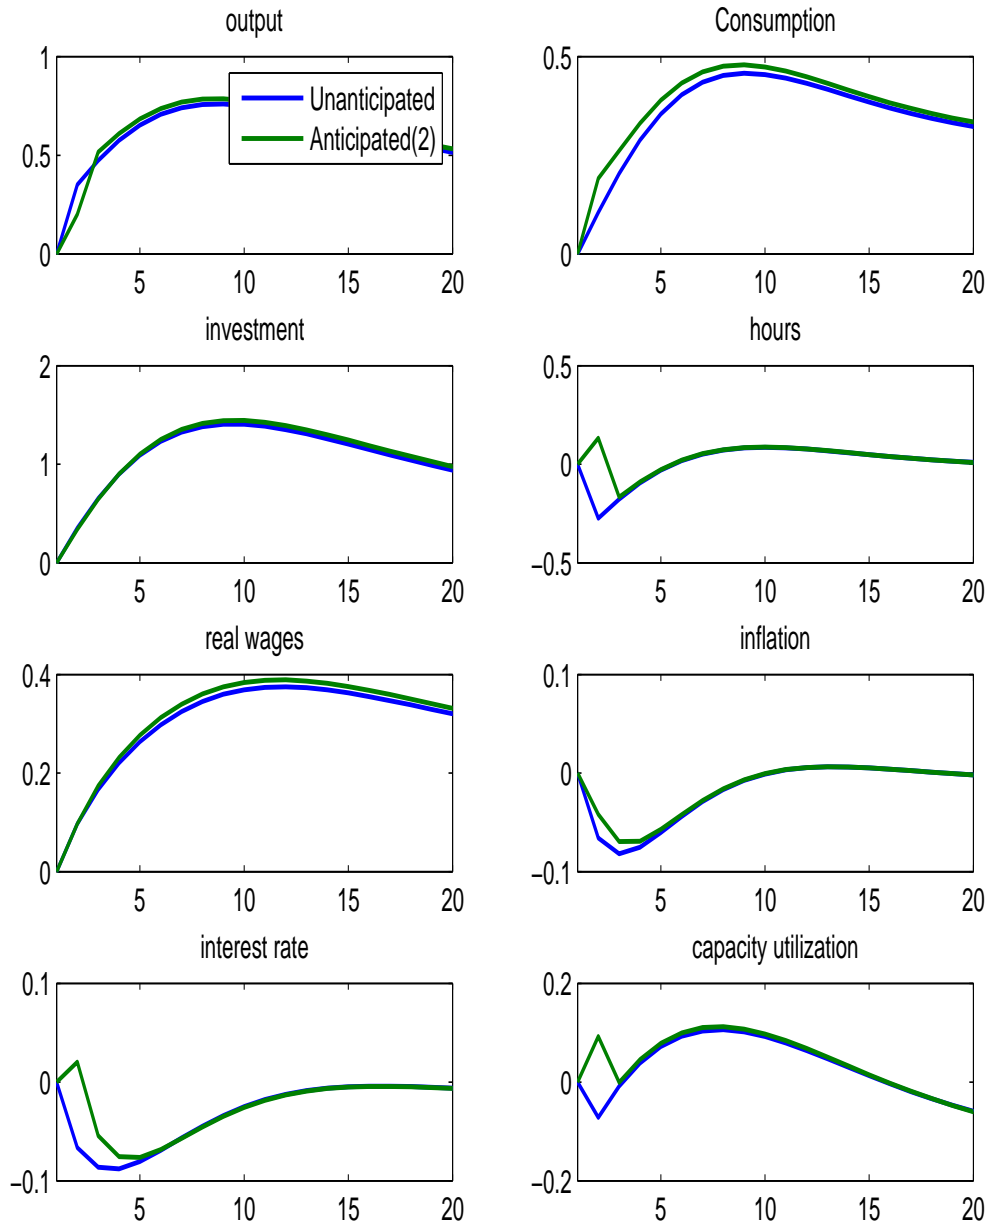 output
1
0.5
0
5 10 15 20
Unanticipated
Anticipated(2)
Consumption
0.5
0
5 10 15 20
investment
2
1
0
5 10 15 20
hours
0.5
0
−0.5
5 10 15 20
real wages
0.4
0.2
0
5 10 15 20
inflation
0.1
0
−0.1
5 10 15 20
interest rate
0.1
0
−0.1
5 10 15 20
capacity utilization
0.2
0
−0.2
5 10 15 20